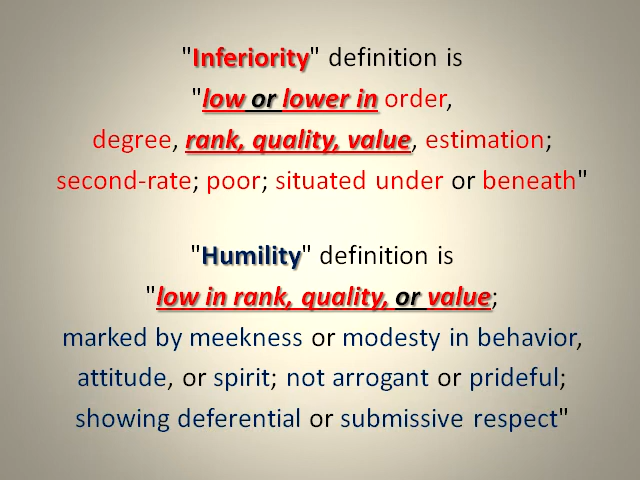 "Inferiority" definition is
"low or lower in order,
degree, rank, quality, value, estimation;
second-rate; poor; situated under or beneath"
"Humility" definition is
"low in rank, quality, or value;
marked by meekness or modesty in behavior,
attitude, or spirit; not arrogant or prideful;
showing deferential or submissive respect"